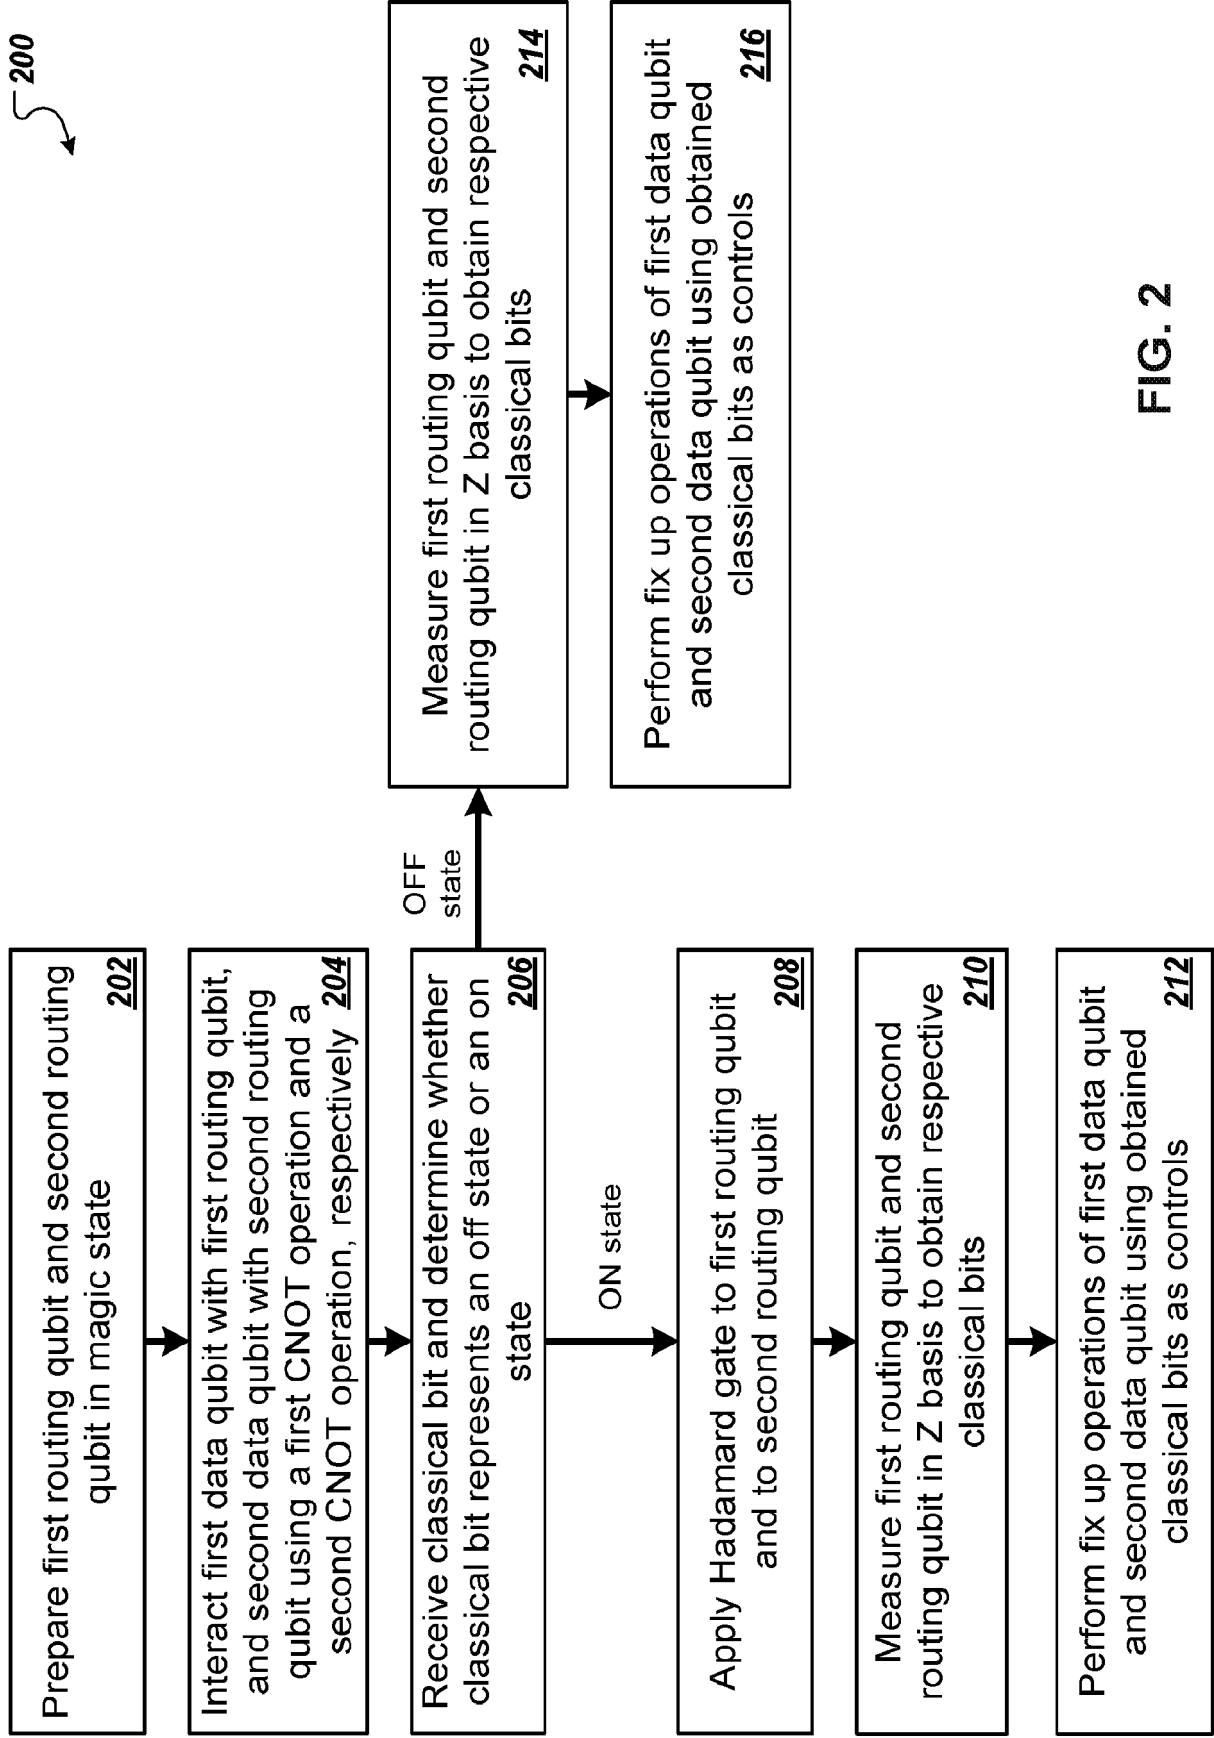 200
Prepare first routing qubit and second routing
qubit in magic state
202
Interact first data qubit with first routing qubit,
and second data qubit with second routing
qubit using a first CNOT operation and a
second CNOT operation, respectively
204
Receive classical bit and determine whether
classical bit represents an off state or an on
state
206
OFF
state
ON state
Apply Hadamard gate to first routing qubit
and to second routing qubit
208
Measure first routing qubit and second
routing qubit in Z basis to obtain respective
classical bits
210
Perform fix up operations of first data qubit
and second data qubit using obtained
classical bits as controls
212
Measure first routing qubit and second
routing qubit in Z basis to obtain respective
classical bits
214
Perform fix up operations of first data qubit
and second data qubit using obtained
classical bits as controls
216
FIG. 2